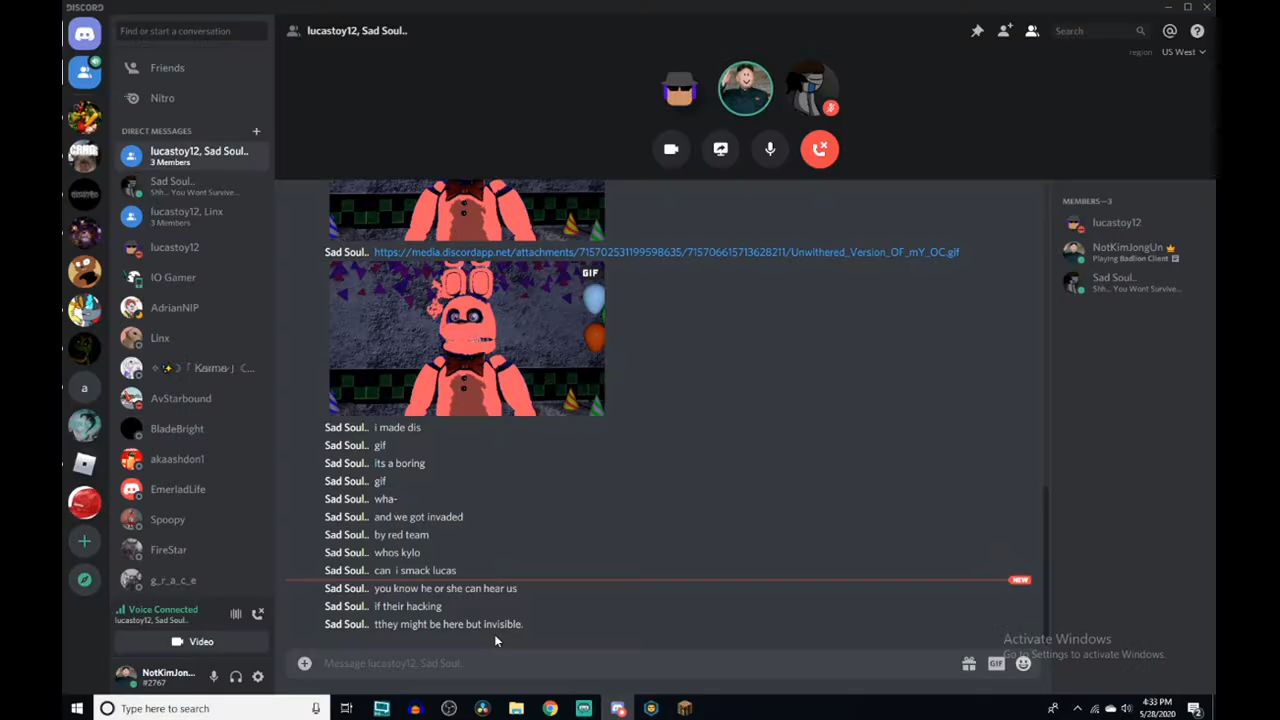 DISCORD
Find or start a conversation
lucastoy12, Sad Soul..
Search
region US West
Friends
Nitro
DIRECT MESSAGES
lucastoy12, Sad Soul..
3 Members
Sad Soul..
Shh... You Wont Survive...
lucastoy12, Linx
3 Members
lucastoy12
IO Gamer
AdrianNIP
Linx
Karma
AvStarbound
BladeBright
akaashdon1
EmerladLife
Spoopy
FireStar
g_r_a_c_e
Voice Connected
lucastoy12, Sad Soul..
Video
NotKimJon...
#2767
Sad Soul.. https://media.discordapp.net/attachments/715702531199598635/715706615713628211/Unwithered_Version_OF_mY_OC.gif
GIF
Sad Soul.. i made dis
Sad Soul.. gif
Sad Soul.. its a boring
Sad Soul.. gif
Sad Soul.. wha-
Sad Soul.. and we got invaded
Sad Soul.. by red team
Sad Soul.. whos kylo
Sad Soul.. can i smack lucas
NEW
Sad Soul.. you know he or she can hear us
Sad Soul.. if their hacking
Sad Soul.. tthey might be here but invisible.
Message lucastoy12, Sad Soul..
GIF
MEMBERS—3
lucastoy12
NotKimJongUn
Playing Badlion Client
Sad Soul..
Shh... You Wont Survive...
Activate Windows
Go to Settings to activate Windows.
Type here to search
4:33 PM
5/28/2020